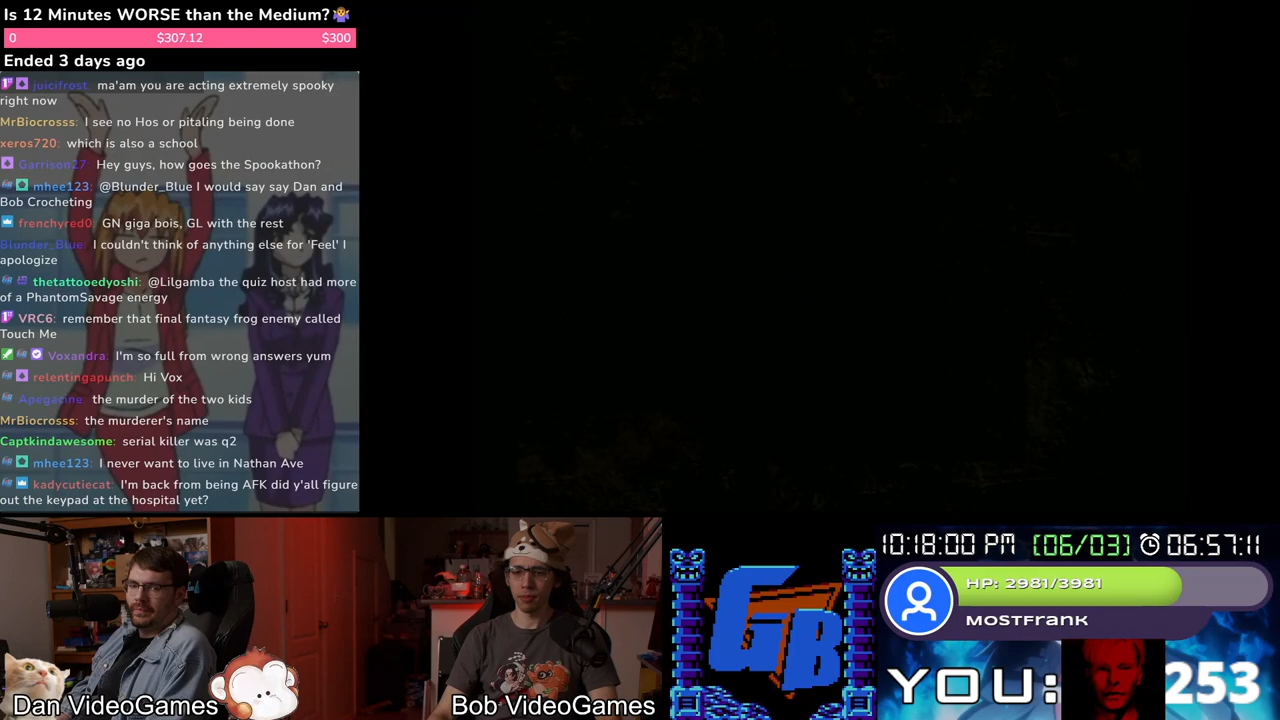 Is 12 Minutes WORSE than the Medium?🤷‍♀️
0 $307.12 $300
Ended 3 days ago
juicifrost: ma'am you are acting extremely spooky
right now
MrBiocrosss: I see no Hos or pitaling being done
xeros720: which is also a school
Garrison27: Hey guys, how goes the Spookathon?
mhee123: @Blunder_Blue I would say say Dan and
Bob Crocheting
frenchyred0: GN giga bois, GL with the rest
Blunder_Blue: I couldn't think of anything else for 'Feel' I
apologize
thetattooedyoshi: @Lilgamba the quiz host had more
of a PhantomSavage energy
VRC6: remember that final fantasy frog enemy called
Touch Me
Voxandra: I'm so full from wrong answers yum
relentingapunch: Hi Vox
Apegacine: the murder of the two kids
MrBiocrosss: the murderer's name
Captkindawesome: serial killer was q2
mhee123: I never want to live in Nathan Ave
kadycutiecat: I'm back from being AFK did y'all figure
out the keypad at the hospital yet?
Dan VideoGames
Bob VideoGames
GB
10:18:00 PM [06/03] 06:57:11
HP: 2981/3981
MostFrank
YOU: 253